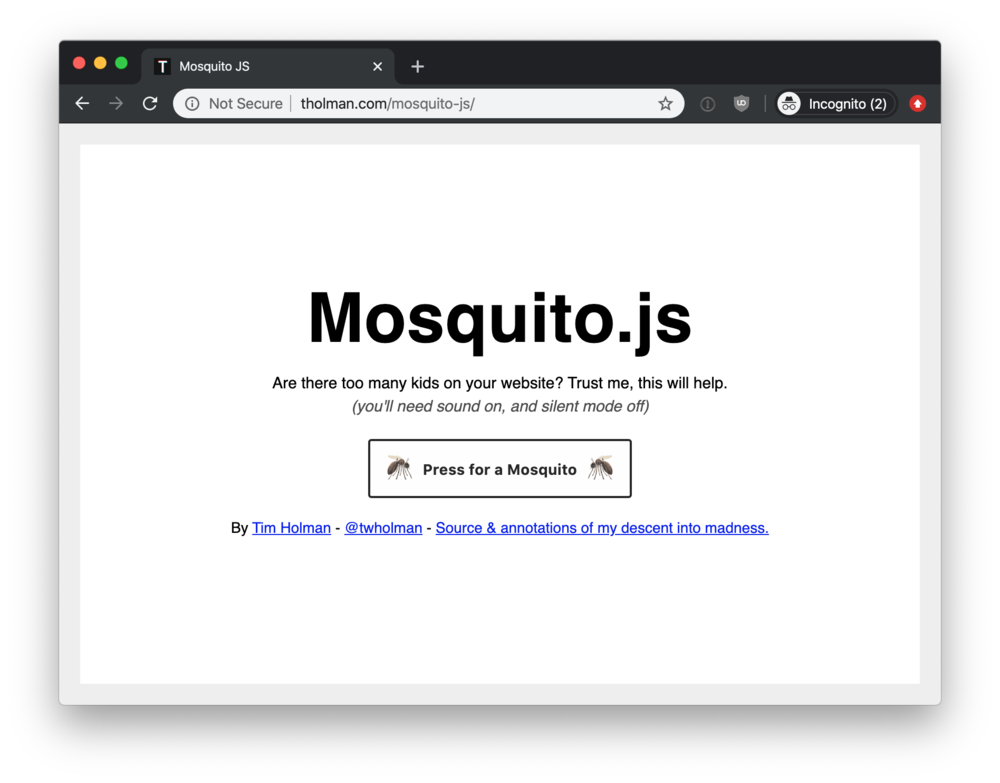 T Mosquito JS
Not Secure tholman.com/mosquito-js/ Incognito (2)
Mosquito.js
Are there too many kids on your website? Trust me, this will help.
(you'll need sound on, and silent mode off)
Press for a Mosquito
By Tim Holman - @twholman - Source & annotations of my descent into madness.